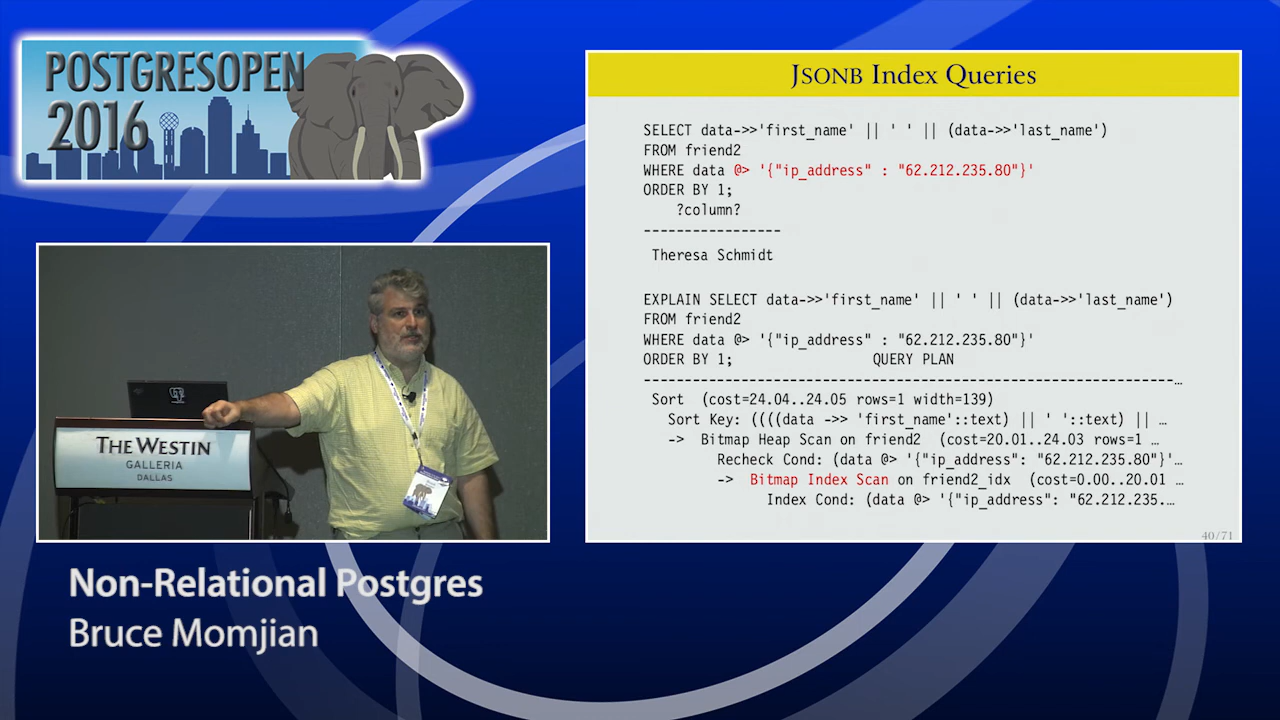 POSTGRESOPEN
2016
JSONB Index Queries
SELECT data->>'first_name' || ' ' || (data->>'last_name')
FROM friend2
WHERE data @> '{"ip_address" : "62.212.235.80"}'
ORDER BY 1;
?column?
-----------------
Theresa Schmidt
EXPLAIN SELECT data->>'first_name' || ' ' || (data->>'last_name')
FROM friend2
WHERE data @> '{"ip_address" : "62.212.235.80"}'
ORDER BY 1; QUERY PLAN
-----------------------------------------------------------------…
Sort (cost=24.04..24.05 rows=1 width=139)
Sort Key: ((((data ->> 'first_name'::text) || ' '::text) || …
-> Bitmap Heap Scan on friend2 (cost=20.01..24.03 rows=1 …
Recheck Cond: (data @> '{"ip_address": "62.212.235.80"}'…
-> Bitmap Index Scan on friend2_idx (cost=0.00..20.01 …
Index Cond: (data @> '{"ip_address": "62.212.235.…
40/71
THE WESTIN
GALLERIA
DALLAS
hp
Non-Relational Postgres
Bruce Momjian